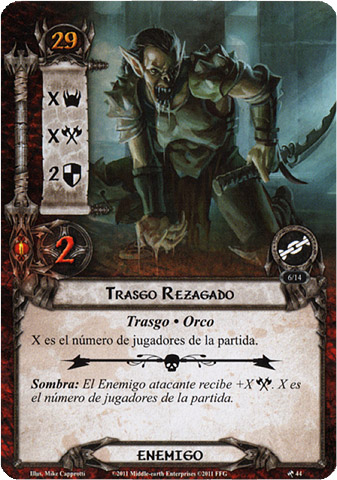 29
X
X
2
2
6/14
Trasgo Rezagado
Trasgo • Orco
X es el número de jugadores de la partida.
Sombra: El Enemigo atacante recibe +X. X es
el número de jugadores de la partida.
ENEMIGO
Illus. Mike Capprotti
©2011 Middle-earth Enterprises ©2011 FFG
44